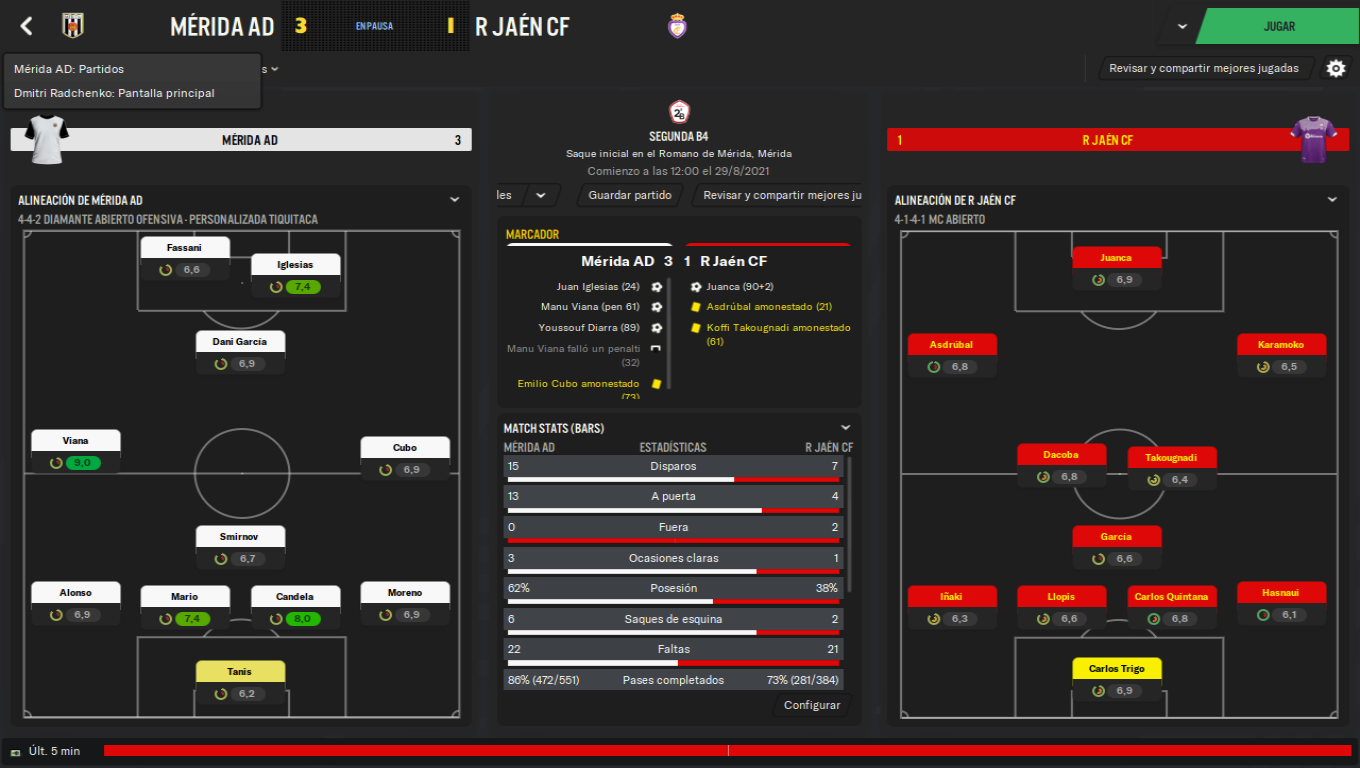 MÉRIDA AD 3 EN PAUSA 1 R JAÉN CF
JUGAR
Mérida AD: Partidos
Dmitri Radchenko: Pantalla principal
s
Revisar y compartir mejores jugadas
MÉRIDA AD 3
2ªB
SEGUNDA B4
Saque inicial en el Romano de Mérida, Mérida
Comienzo a las 12:00 el 29/8/2021
les
Guardar partido
Revisar y compartir mejores ju
1 R JAÉN CF
ALINEACIÓN DE MÉRIDA AD
4-4-2 DIAMANTE ABIERTO OFENSIVA - PERSONALIZADA TIQUITACA
Fassani
6,6
Iglesias
7,4
Dani García
6,9
Viana
9,0
Cubo
6,9
Smirnov
6,7
Alonso
6,9
Mario
7,4
Candela
8,0
Moreno
6,9
Tanis
6,2
MARCADOR
Mérida AD 3 1 R Jaén CF
Juan Iglesias (24)
Manu Viana (pen 61)
Youssouf Diarra (89)
Manu Viana falló un penalti
(32)
Emilio Cubo amonestado
(73)
Juanca (90+2)
Asdrúbal amonestado (21)
Koffi Takougnadi amonestado
(61)
MATCH STATS (BARS)
MÉRIDA AD ESTADÍSTICAS R JAÉN CF
15 Disparos 7
13 A puerta 4
0 Fuera 2
3 Ocasiones claras 1
62% Posesión 38%
6 Saques de esquina 2
22 Faltas 21
86% (472/551) Pases completados 73% (281/384)
Configurar
ALINEACIÓN DE R JAÉN CF
4-1-4-1 MC ABIERTO
Juanca
6,9
Asdrúbal
6,8
Karamoko
6,5
Dacoba
6,8
Takougnadi
6,4
García
6,6
Iñaki
6,3
Llopis
6,6
Carlos Quintana
6,8
Hasnaui
6,1
Carlos Trigo
6,9
Últ. 5 min